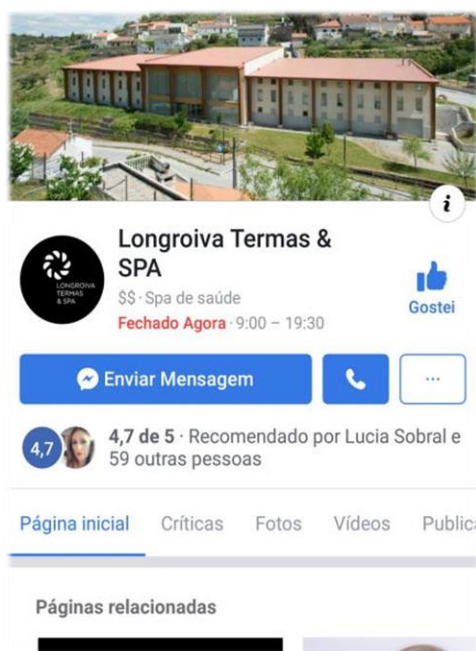 i
Longroiva Termas &
SPA
LONGROIVA
TERMAS
& SPA
$$ · Spa de saúde
Fechado Agora · 9:00 – 19:30
Gostei
Enviar Mensagem
...
4,7
4,7 de 5 · Recomendado por Lucia Sobral e
59 outras pessoas
Página inicial Críticas Fotos Vídeos Public
Páginas relacionadas